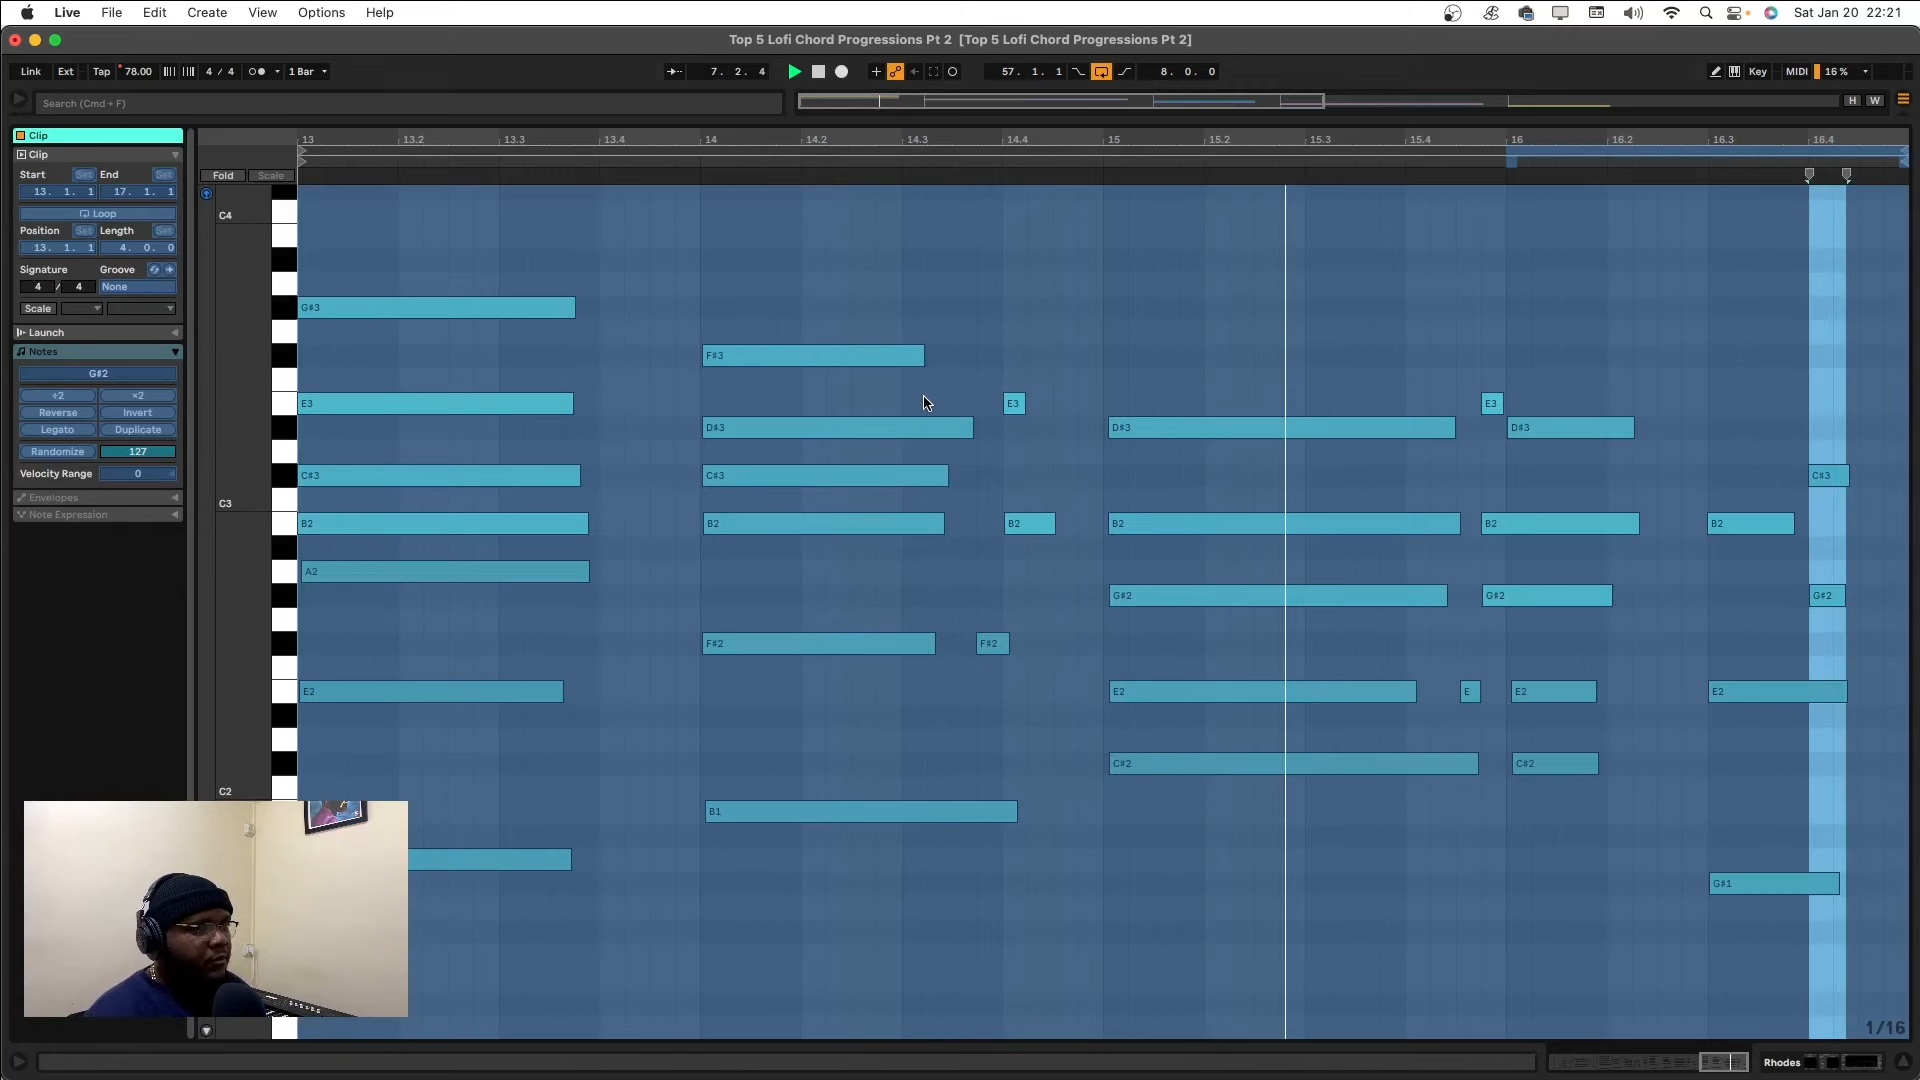 Live File Edit Create View Options Help Sat Jan 20 22:21
Top 5 Lofi Chord Progressions Pt 2 [Top 5 Lofi Chord Progressions Pt 2]
Link Ext Tap 78.00 4 / 4 1 Bar 7. 2. 4 57. 1. 1 8. 0. 0 Key MIDI 16 %
Search (Cmd + F) H W
Clip
13 13.2 13.3 13.4 14 14.2 14.3 14.4 15 15.2 15.3 15.4 16 16.2 16.3 16.4
Clip
Start Set End Set
Fold Scale
13. 1. 1 17. 1. 1
Loop
C4
Position Set Length Set
13. 1. 1 4. 0. 0
Signature Groove
4 / 4 None
Scale
G#3
Launch
Notes
F#3
G#2
÷2 ×2
E3 E3 E3
Reverse Invert
Legato Duplicate
D#3 D#3 D#3
Randomize 127
Velocity Range 0
C#3 C#3 C#3
Envelopes
C3
Note Expression
B2 B2 B2 B2 B2 B2
A2
G#2 G#2 G#2
F#2 F#2
E2 E2 E E2 E2
C#2 C#2
C2
B1
G#1
1/16
Rhodes